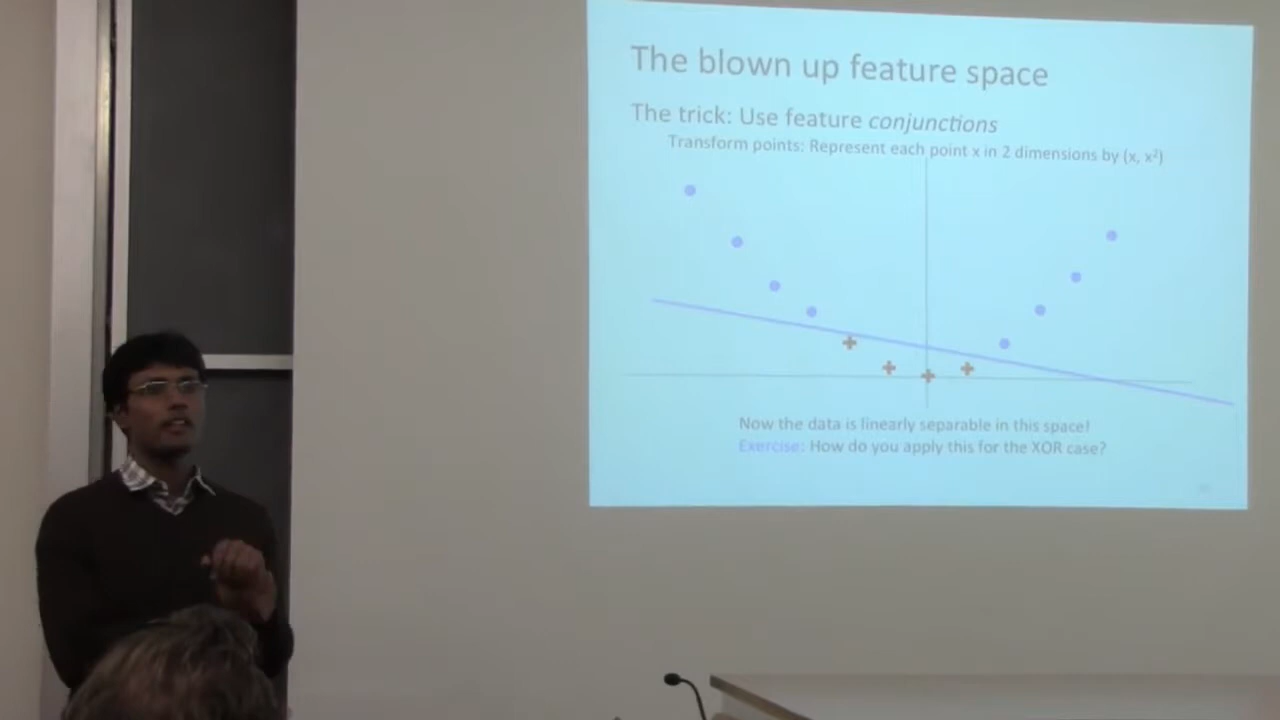 The blown up feature space
The trick: Use feature conjunctions
Transform points: Represent each point x in 2 dimensions by (x, x²)
Now the data is linearly separable in this space!
Exercise: How do you apply this for the XOR case?